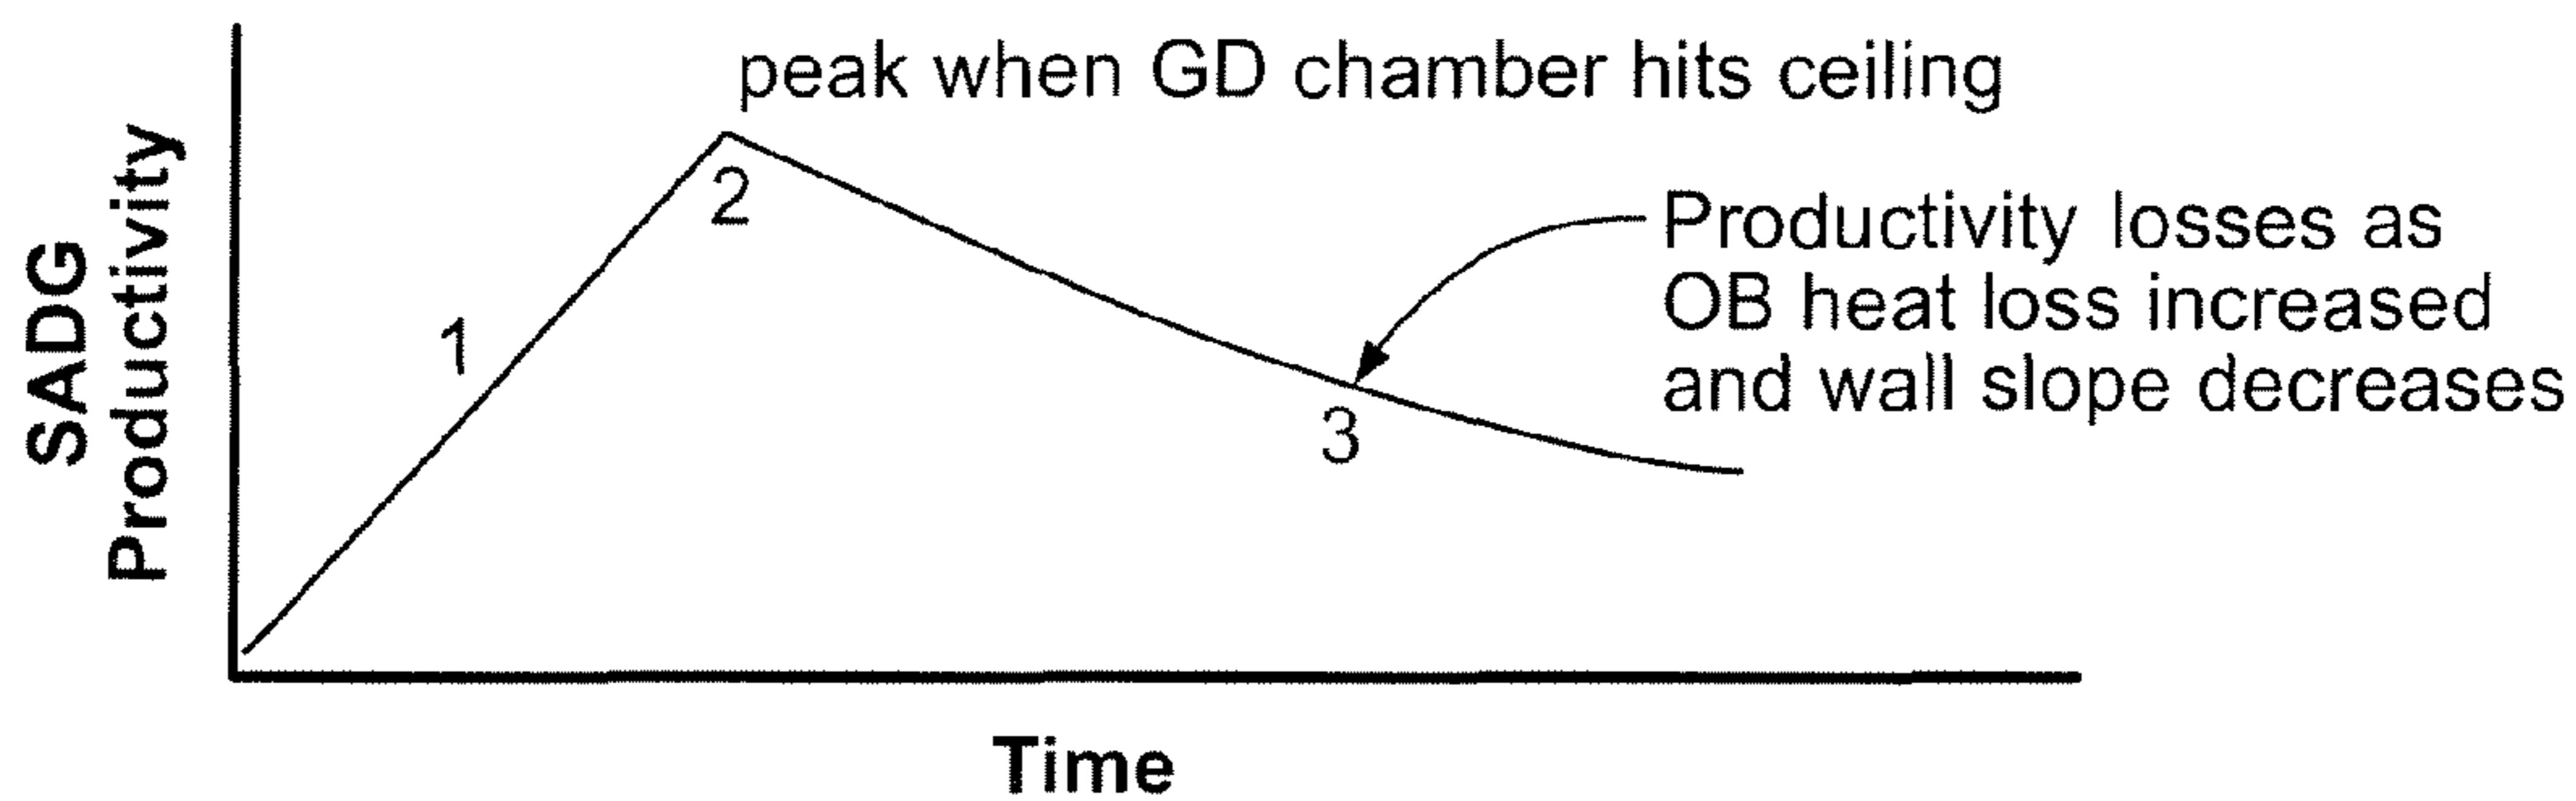 peak when GD chamber hits ceiling
SADG
Productivity
1
2
3
Productivity losses as
OB heat loss increased
and wall slope decreases
Time